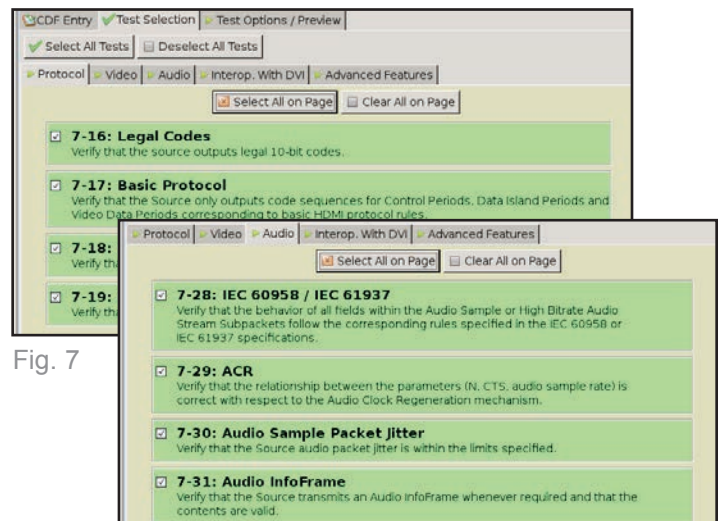 CDF Entry Test Selection Test Options / Preview
Select All Tests Deselect All Tests
Protocol Video Audio Interop. With DVI Advanced Features
Select All on Page Clear All on Page
7-16: Legal Codes
Verify that the source outputs legal 10-bit codes.
7-17: Basic Protocol
Verify that the Source only outputs code sequences for Control Periods, Data Island Periods and
Video Data Periods corresponding to basic HDMI protocol rules.
7-18:
Verify
7-19:
Verify
Fig. 7
Protocol Video Audio Interop. With DVI Advanced Features
Select All on Page Clear All on Page
7-28: IEC 60958 / IEC 61937
Verify that the behavior of all fields within the Audio Sample or High Bitrate Audio
Stream Subpackets follow the corresponding rules specified in the IEC 60958 or
IEC 61937 specifications.
7-29: ACR
Verify that the relationship between the parameters (N, CTS, audio sample rate) is
correct with respect to the Audio Clock Regeneration mechanism.
7-30: Audio Sample Packet Jitter
Verify that the Source audio packet jitter is within the limits specified.
7-31: Audio InfoFrame
Verify that the Source transmits an Audio InfoFrame whenever required and that the
contents are valid.